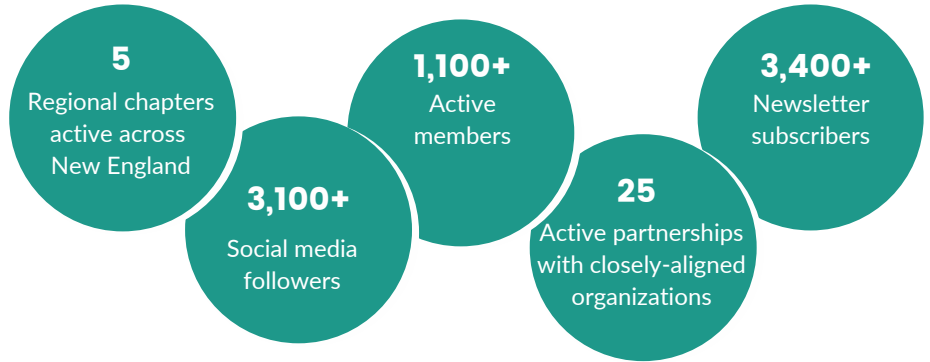 5
Regional chapters
active across
New England
3,100+
Social media
followers
1,100+
Active
members
25
Active partnerships
with closely-aligned
organizations
3,400+
Newsletter
subscribers